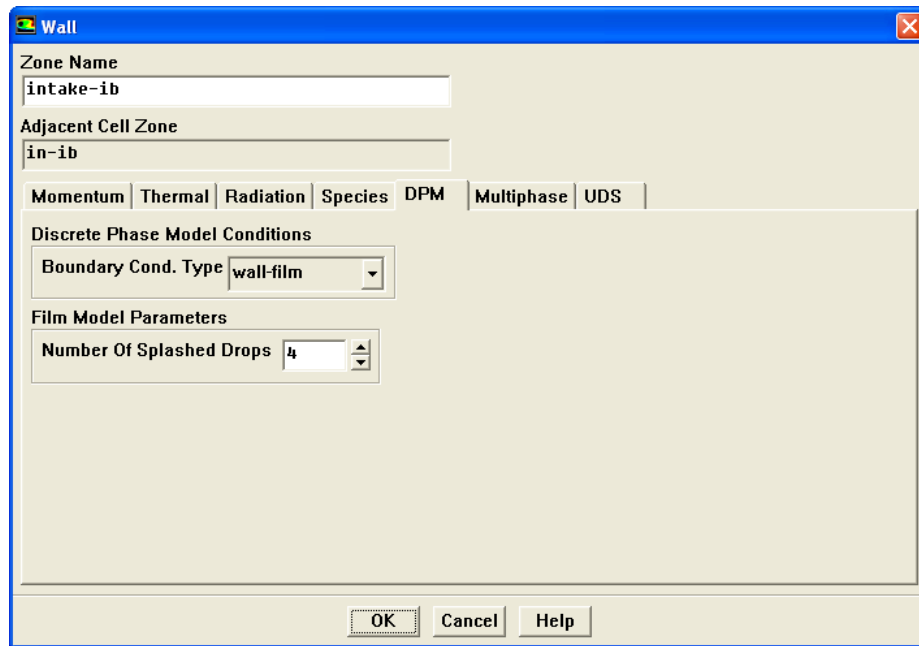 Wall
Zone Name
intake-ib
Adjacent Cell Zone
in-ib
Momentum Thermal Radiation Species DPM Multiphase UDS
Discrete Phase Model Conditions
Boundary Cond. Type wall-film
Film Model Parameters
Number Of Splashed Drops 4
OK Cancel Help